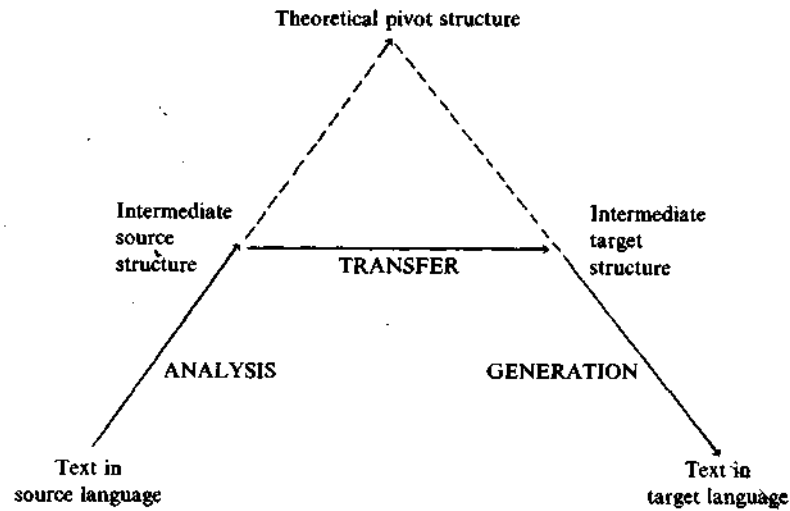 Theoretical pivot structure
Intermediate
source
structure
Intermediate
target
structure
TRANSFER
ANALYSIS
GENERATION
Text in
source language
Text in
target language